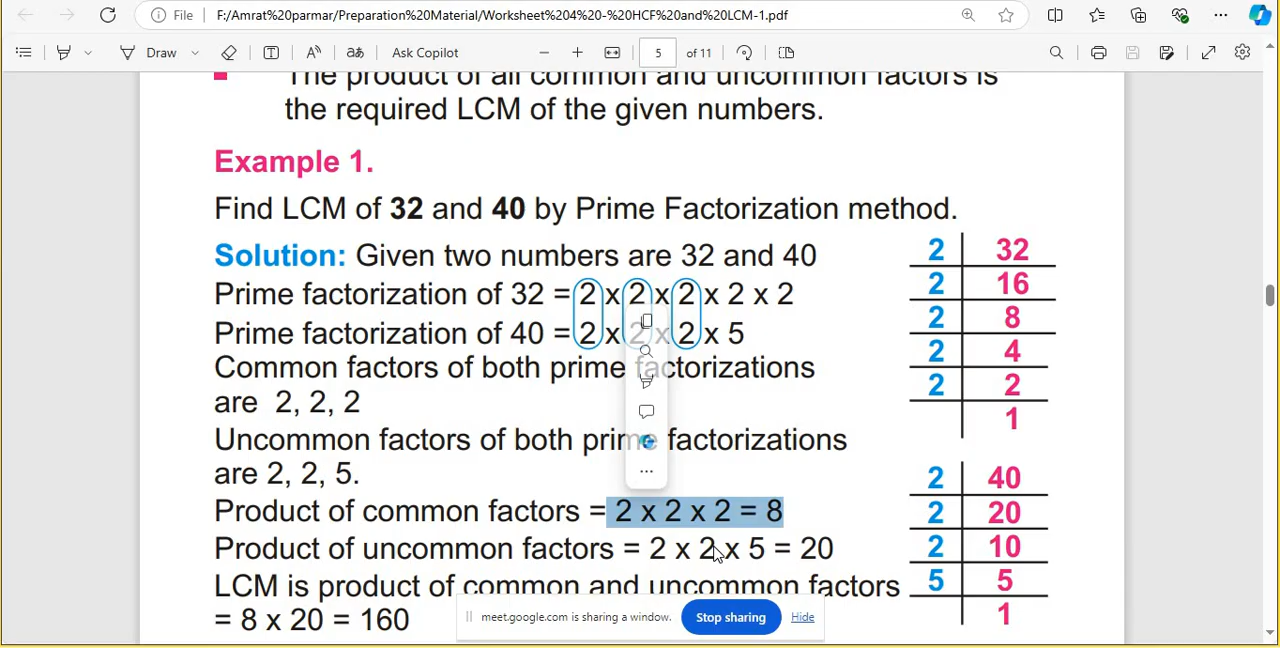 File
F:/Amrat%20parmar/Preparation%20Material/Worksheet%204%20-%20HCF%20and%20LCM-1.pdf
Draw
aあ
Ask Copilot
5 of 11
The product of all common and uncommon factors is
the required LCM of the given numbers.
Example 1.
Find LCM of 32 and 40 by Prime Factorization method.
Solution: Given two numbers are 32 and 40
Prime factorization of 32 = 2 x 2 x 2 x 2 x 2
Prime factorization of 40 = 2 x 2 x 2 x 5
Common factors of both prime factorizations
are 2, 2, 2
Uncommon factors of both prime factorizations
are 2, 2, 5.
Product of common factors = 2 x 2 x 2 = 8
Product of uncommon factors = 2 x 2 x 5 = 20
LCM is product of common and uncommon factors
= 8 x 20 = 160
2 32
2 16
2 8
2 4
2 2
1
2 40
2 20
2 10
5 5
1
meet.google.com is sharing a window.
Stop sharing
Hide